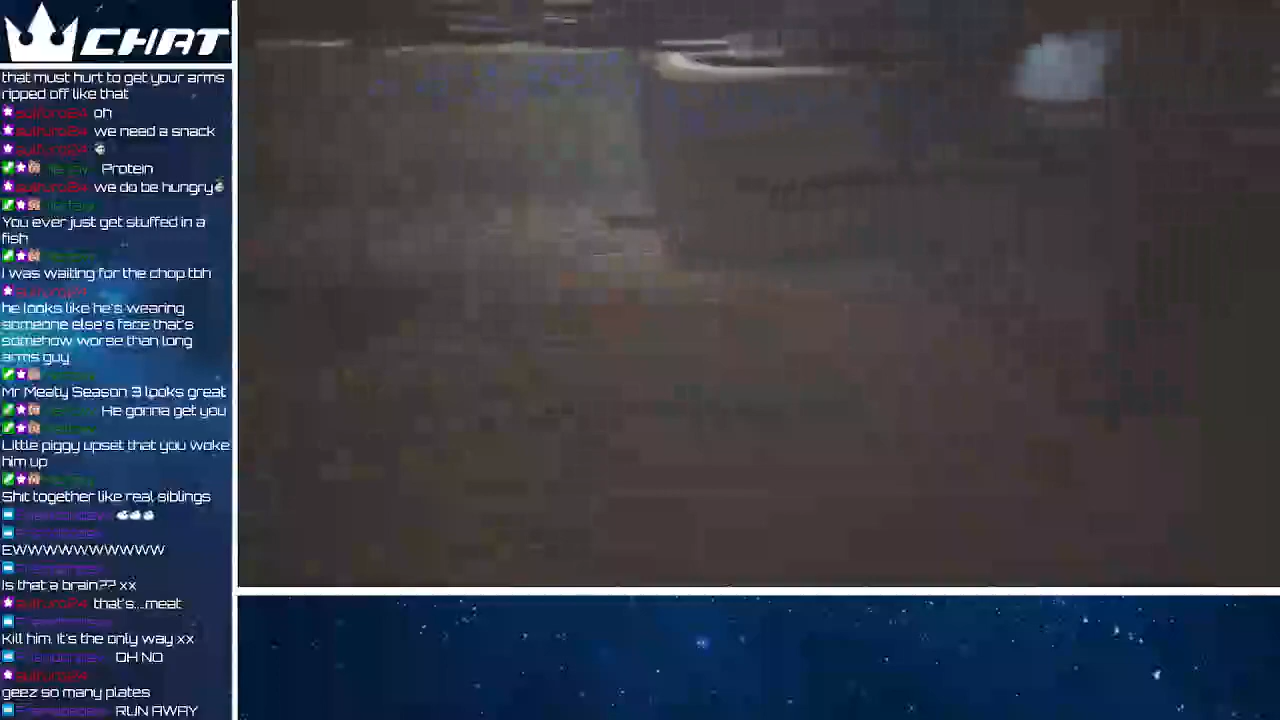 CHAT
that must hurt to get your arms
ripped off like that
oh
we need a snack
Protein
we do be hungry
You ever just get stuffed in a
fish
I was waiting for the chop tbh
he looks like he's wearing
someone else's face that's
somehow worse than long
arms guy
Mr Meaty Season 3 looks great
He gonna get you
Little piggy upset that you woke
him up
Shit together like real siblings
EWWWWWWWWWW
Is that a brain?? xx
that's...meat
Kill him. It's the only way xx
OH NO
geez so many plates
RUN AWAY